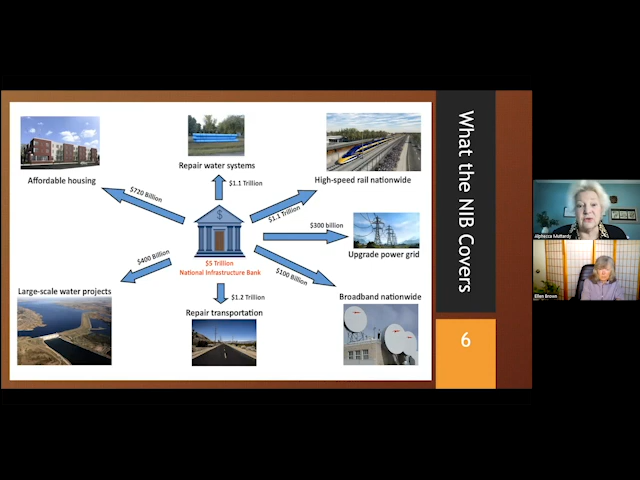 What the NIB Covers
6
Affordable housing
$720 Billion
Repair water systems
$1.1 Trillion
High-speed rail nationwide
$1.1 Trillion
$
$5 Trillion
National Infrastructure Bank
$300 billion
Upgrade power grid
$400 Billion
Large-scale water projects
$1.2 Trillion
Repair transportation
$100 Billion
Broadband nationwide
Ellen Brown